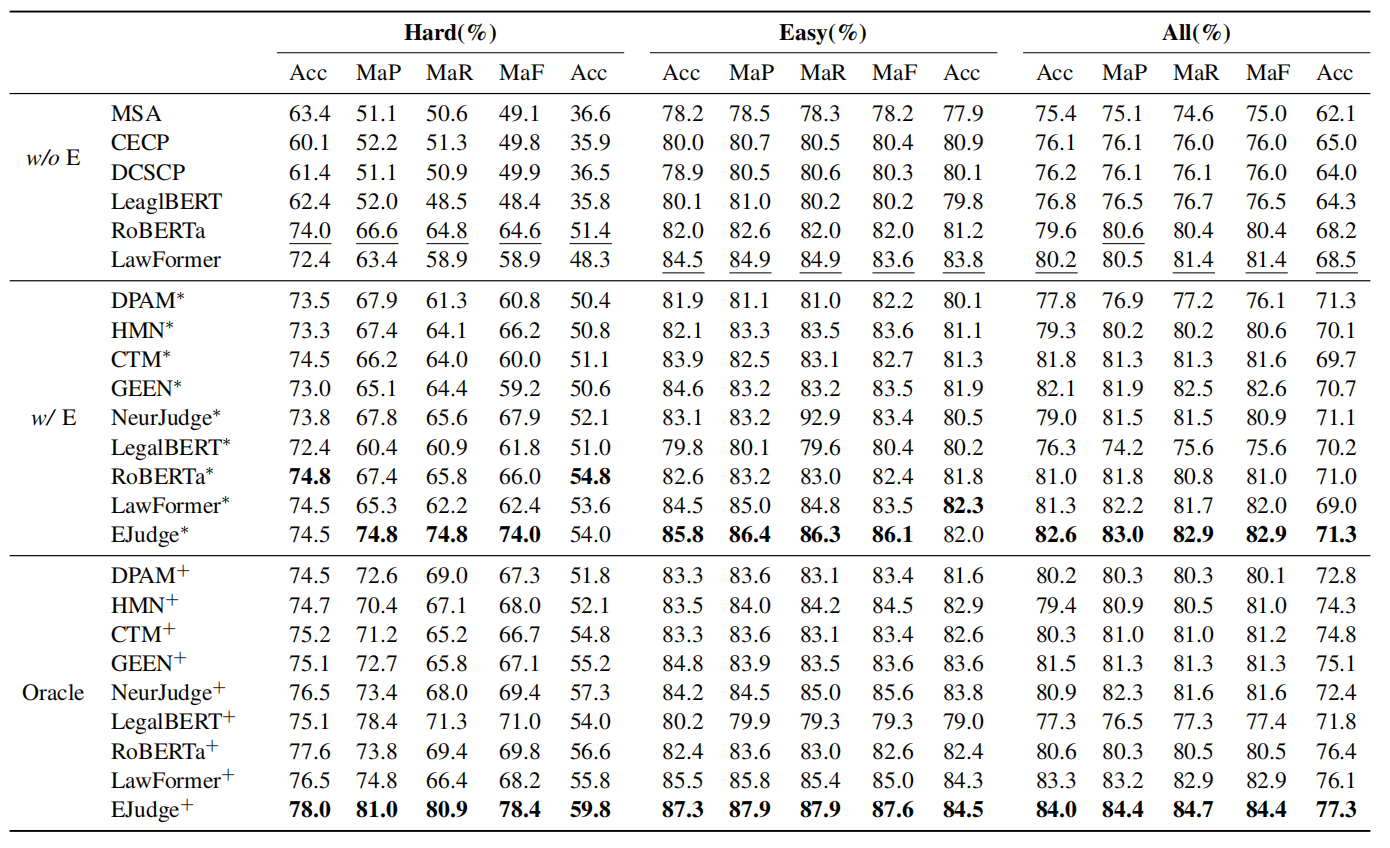 Hard(%) Easy(%) All(%)
Acc MaP MaR MaF Acc Acc MaP MaR MaF Acc Acc MaP MaR MaF Acc
MSA 63.4 51.1 50.6 49.1 36.6 78.2 78.5 78.3 78.2 77.9 75.4 75.1 74.6 75.0 62.1
CECP 60.1 52.2 51.3 49.8 35.9 80.0 80.7 80.5 80.4 80.9 76.1 76.1 76.0 76.0 65.0
w/o E
DCSCP 61.4 51.1 50.9 49.9 36.5 78.9 80.5 80.6 80.3 80.1 76.2 76.1 76.1 76.0 64.0
LeaglBERT 62.4 52.0 48.5 48.4 35.8 80.1 81.0 80.2 80.2 79.8 76.8 76.5 76.7 76.5 64.3
RoBERTa 74.0 66.6 64.8 64.6 51.4 82.0 82.6 82.0 82.0 81.2 79.6 80.6 80.4 80.4 68.2
LawFormer 72.4 63.4 58.9 58.9 48.3 84.5 84.9 84.9 83.6 83.8 80.2 80.5 81.4 81.4 68.5
DPAM* 73.5 67.9 61.3 60.8 50.4 81.9 81.1 81.0 82.2 80.1 77.8 76.9 77.2 76.1 71.3
HMN* 73.3 67.4 64.1 66.2 50.8 82.1 83.3 83.5 83.6 81.1 79.3 80.2 80.2 80.6 70.1
CTM* 74.5 66.2 64.0 60.0 51.1 83.9 82.5 83.1 82.7 81.3 81.8 81.3 81.3 81.6 69.7
GEEN* 73.0 65.1 64.4 59.2 50.6 84.6 83.2 83.2 83.5 81.9 82.1 81.9 82.5 82.6 70.7
w/ E NeurJudge* 73.8 67.8 65.6 67.9 52.1 83.1 83.2 92.9 83.4 80.5 79.0 81.5 81.5 80.9 71.1
LegalBERT* 72.4 60.4 60.9 61.8 51.0 79.8 80.1 79.6 80.4 80.2 76.3 74.2 75.6 75.6 70.2
RoBERTa* 74.8 67.4 65.8 66.0 54.8 82.6 83.2 83.0 82.4 81.8 81.0 81.8 80.8 81.0 71.0
LawFormer* 74.5 65.3 62.2 62.4 53.6 84.5 85.0 84.8 83.5 82.3 81.3 82.2 81.7 82.0 69.0
EJudge* 74.5 74.8 74.8 74.0 54.0 85.8 86.4 86.3 86.1 82.0 82.6 83.0 82.9 82.9 71.3
DPAM+ 74.5 72.6 69.0 67.3 51.8 83.3 83.6 83.1 83.4 81.6 80.2 80.3 80.3 80.1 72.8
HMN+ 74.7 70.4 67.1 68.0 52.1 83.5 84.0 84.2 84.5 82.9 79.4 80.9 80.5 81.0 74.3
CTM+ 75.2 71.2 65.2 66.7 54.8 83.3 83.6 83.1 83.4 82.6 80.3 81.0 81.0 81.2 74.8
GEEN+ 75.1 72.7 65.8 67.1 55.2 84.8 83.9 83.5 83.6 83.6 81.5 81.3 81.3 81.3 75.1
Oracle NeurJudge+ 76.5 73.4 68.0 69.4 57.3 84.2 84.5 85.0 85.6 83.8 80.9 82.3 81.6 81.6 72.4
LegalBERT+ 75.1 78.4 71.3 71.0 54.0 80.2 79.9 79.3 79.3 79.0 77.3 76.5 77.3 77.4 71.8
RoBERTa+ 77.6 73.8 69.4 69.8 56.6 82.4 83.6 83.0 82.6 82.4 80.6 80.3 80.5 80.5 76.4
LawFormer+ 76.5 74.8 66.4 68.2 55.8 85.5 85.8 85.4 85.0 84.3 83.3 83.2 82.9 82.9 76.1
EJudge+ 78.0 81.0 80.9 78.4 59.8 87.3 87.9 87.9 87.6 84.5 84.0 84.4 84.7 84.4 77.3